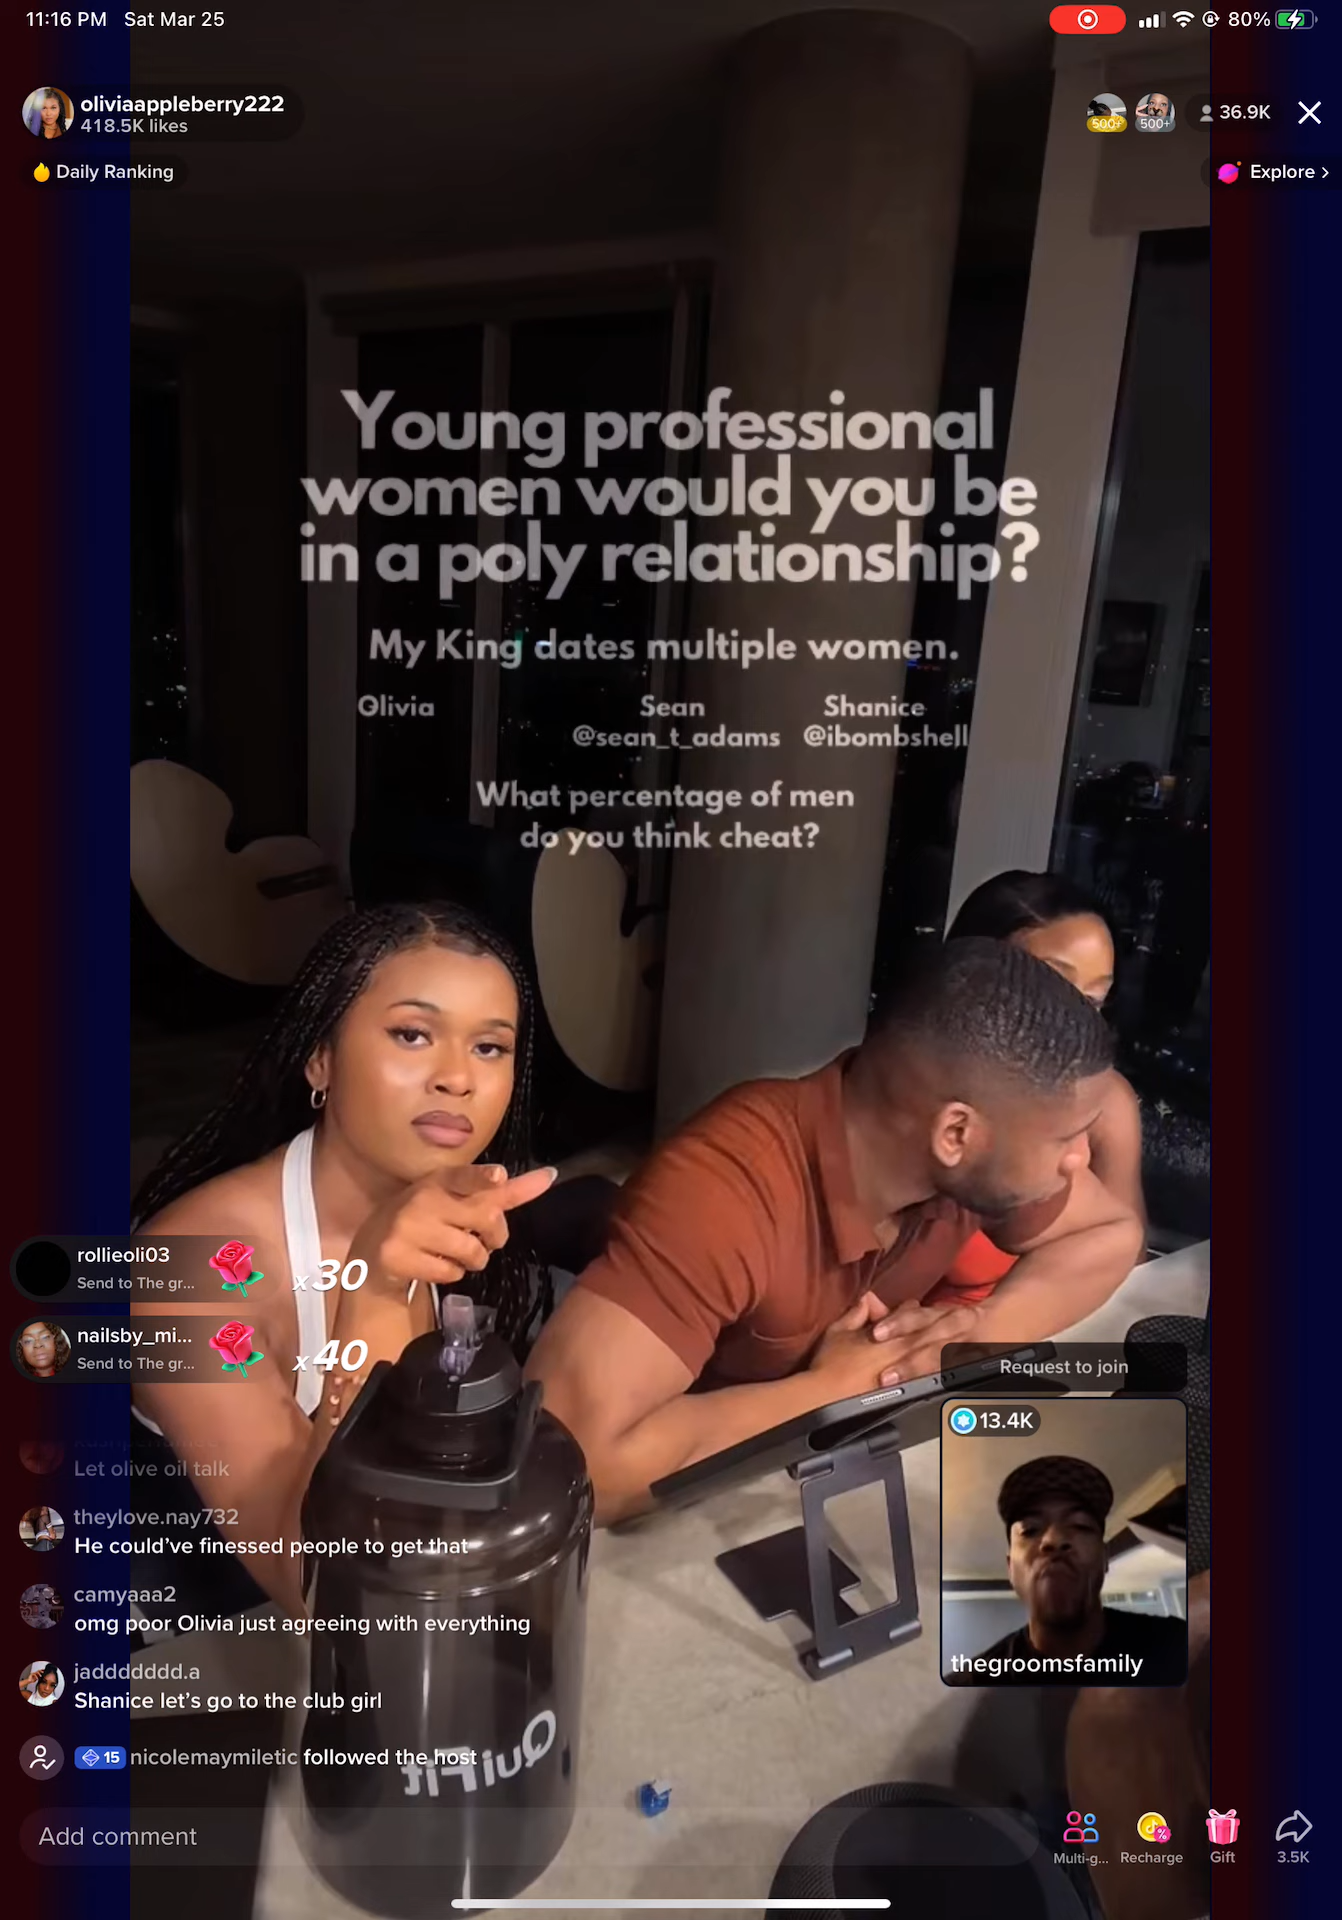 11:16 PM Sat Mar 25
80%
oliviaappleberry222
418.5K likes
500+ 500+ 36.9K
Daily Ranking
Explore >
Young professional
women would you be
in a poly relationship?
My King dates multiple women.
Olivia Sean Shanice
@sean_t_adams @ibombshell
What percentage of men
do you think cheat?
rollieoli03
Send to The gr...
x30
nailsby_mi...
Send to The gr...
x40
Request to join
13.4K
Let olive oil talk
theylove.nay732
He could’ve finessed people to get that
camyaaa2
omg poor Olivia just agreeing with everything
thegroomsfamily
jaddddddd.a
Shanice let’s go to the club girl
15 nicolemaymiletic followed the host
QuiFit
Add comment
Multi-g... Recharge Gift 3.5K